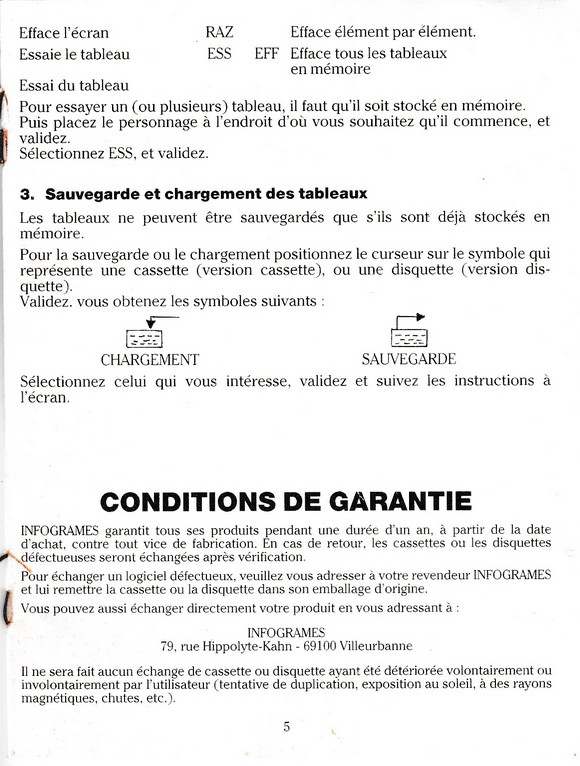 Efface l'écran RAZ Efface élément par élément.
Essaie le tableau ESS EFF Efface tous les tableaux
en mémoire
Essai du tableau
Pour essayer un (ou plusieurs) tableau, il faut qu'il soit stocké en mémoire.
Puis placez le personnage à l'endroit d'où vous souhaitez qu'il commence, et
validez.
Sélectionnez ESS, et validez.
3. Sauvegarde et chargement des tableaux
Les tableaux ne peuvent être sauvegardés que s'ils sont déjà stockés en
mémoire.
Pour la sauvegarde ou le chargement positionnez le curseur sur le symbole qui
représente une cassette (version cassette), ou une disquette (version dis-
quette).
Validez. vous obtenez les symboles suivants :
CHARGEMENT SAUVEGARDE
Sélectionnez celui qui vous intéresse, validez et suivez les instructions à
l'écran.
CONDITIONS DE GARANTIE
INFOGRAMES garantit tous ses produits pendant une durée d'un an, à partir de la date
d'achat, contre tout vice de fabrication. En cas de retour, les cassettes ou les disquettes
défectueuses seront échangées après vérification.
Pour échanger un logiciel défectueux, veuillez vous adresser à votre revendeur INFOGRAMES
et lui remettre la cassette ou la disquette dans son emballage d'origine.
Vous pouvez aussi échanger directement votre produit en vous adressant à :
INFOGRAMES
79, rue Hippolyte-Kahn - 69100 Villeurbanne
Il ne sera fait aucun échange de cassette ou disquette ayant été détériorée volontairement ou
involontairement par l'utilisateur (tentative de duplication, exposition au soleil, à des rayons
magnétiques, chutes, etc.).
5